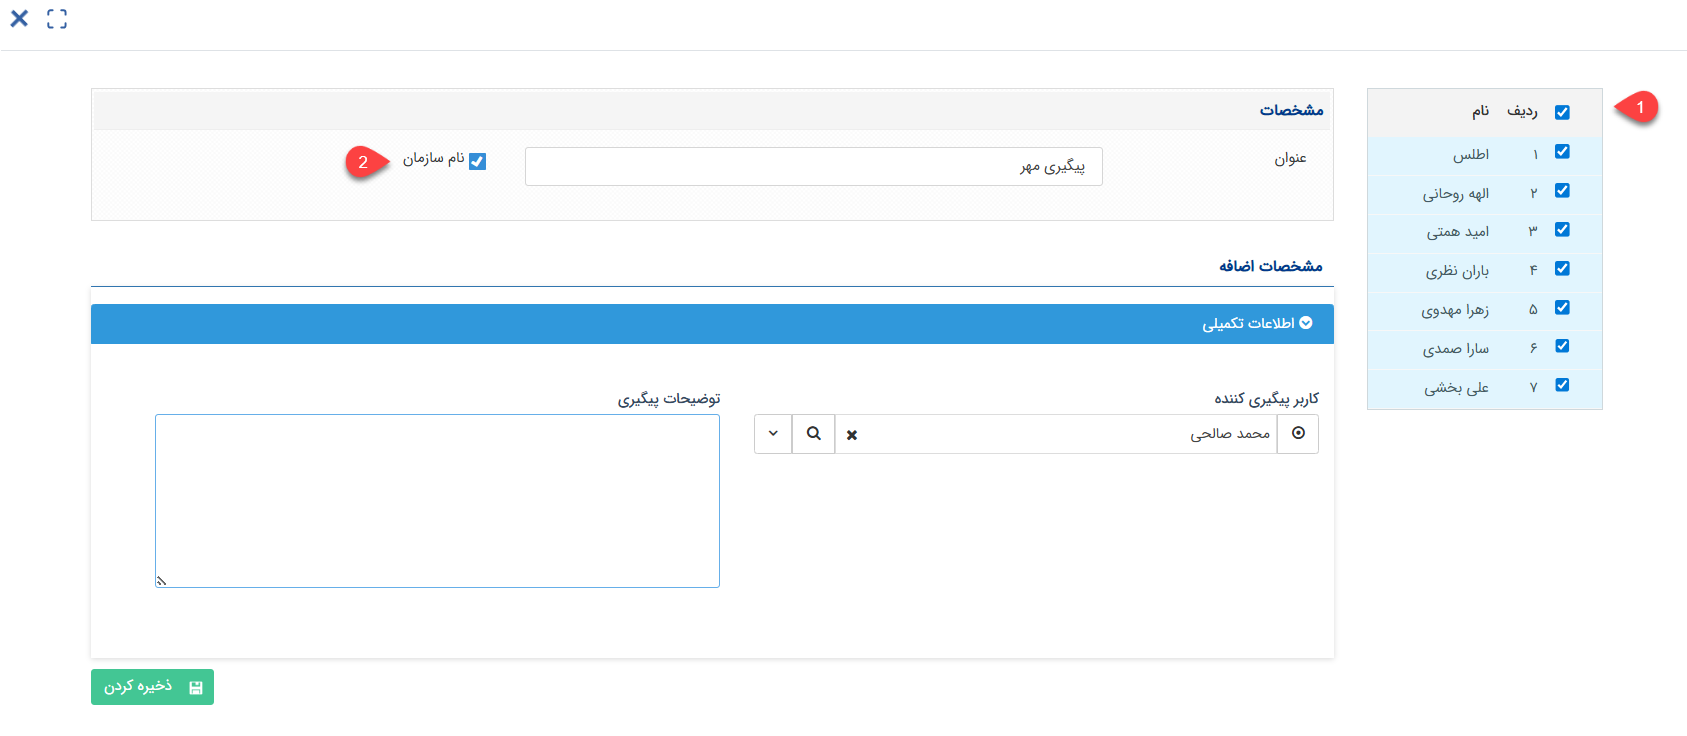 ردیف نام
۱ اطلس
۲ الهه روحانی
۳ امید همتی
۴ باران نظری
۵ زهرا مهدوی
۶ سارا صمدی
۷ علی بخشی
1
مشخصات
عنوان پیگیری مهر نام سازمان
2
مشخصات اضافه
اطلاعات تکمیلی
کاربر پیگیری کننده
محمد صالحی
توضیحات پیگیری
ذخیره کردن